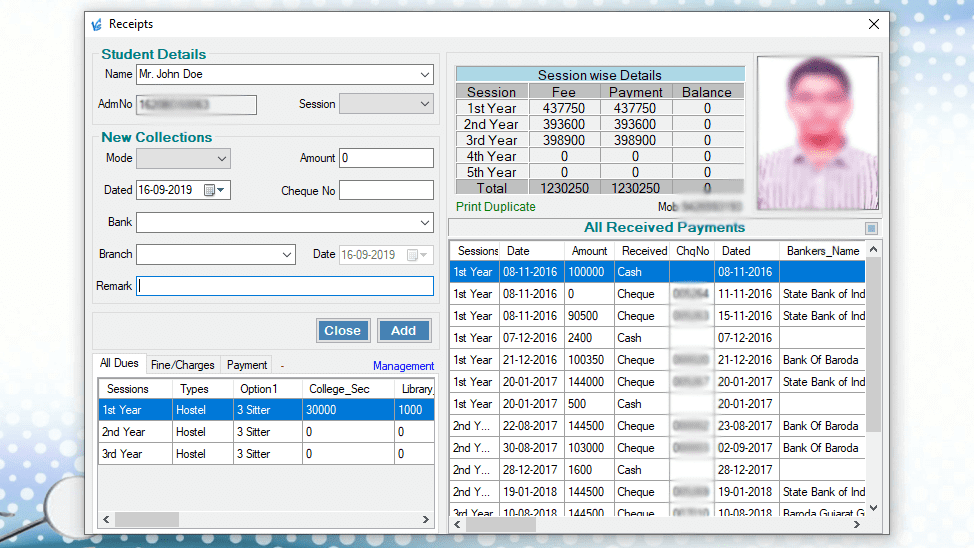 Receipts
Student Details
Name Mr. John Doe
AdmNo
Session
New Collections
Mode
Amount 0
Dated 16-09-2019
Cheque No
Bank
Branch
Date 16-09-2019
Remark
Close Add
All Dues Fine/Charges Payment - Management
Sessions Types Option1 College_Sec Library_
1st Year Hostel 3 Sitter 30000 1000
2nd Year Hostel 3 Sitter 0 0
3rd Year Hostel 3 Sitter 0 0
Session wise Details
Session Fee Payment Balance
1st Year 437750 437750 0
2nd Year 393600 393600 0
3rd Year 398900 398900 0
4th Year 0 0 0
5th Year 0 0 0
Total 1230250 1230250 0
Print Duplicate Mob
All Received Payments
Sessions Date Amount Received ChqNo Dated Bankers_Name
1st Year 08-11-2016 100000 Cash 08-11-2016
1st Year 08-11-2016 0 Cheque 11-11-2016 State Bank of Ind
1st Year 08-11-2016 90500 Cheque 15-11-2016 State Bank of Ind
1st Year 07-12-2016 2400 Cash 07-12-2016
1st Year 21-12-2016 100350 Cheque 21-12-2016 Bank Of Baroda
1st Year 20-01-2017 144000 Cheque 20-01-2017 State Bank of Ind
1st Year 20-01-2017 500 Cash 20-01-2017
2nd Y... 22-08-2017 144500 Cheque 23-08-2017 Bank Of Baroda
2nd Y... 30-08-2017 103000 Cheque 02-09-2017 Bank Of Baroda
2nd Y... 28-12-2017 1600 Cash 28-12-2017
2nd Y... 19-01-2018 144500 Cheque 19-01-2018 State Bank of Ind
3rd Year 10-08-2018 144500 Cheque 10-08-2018 Baroda Gujarat G